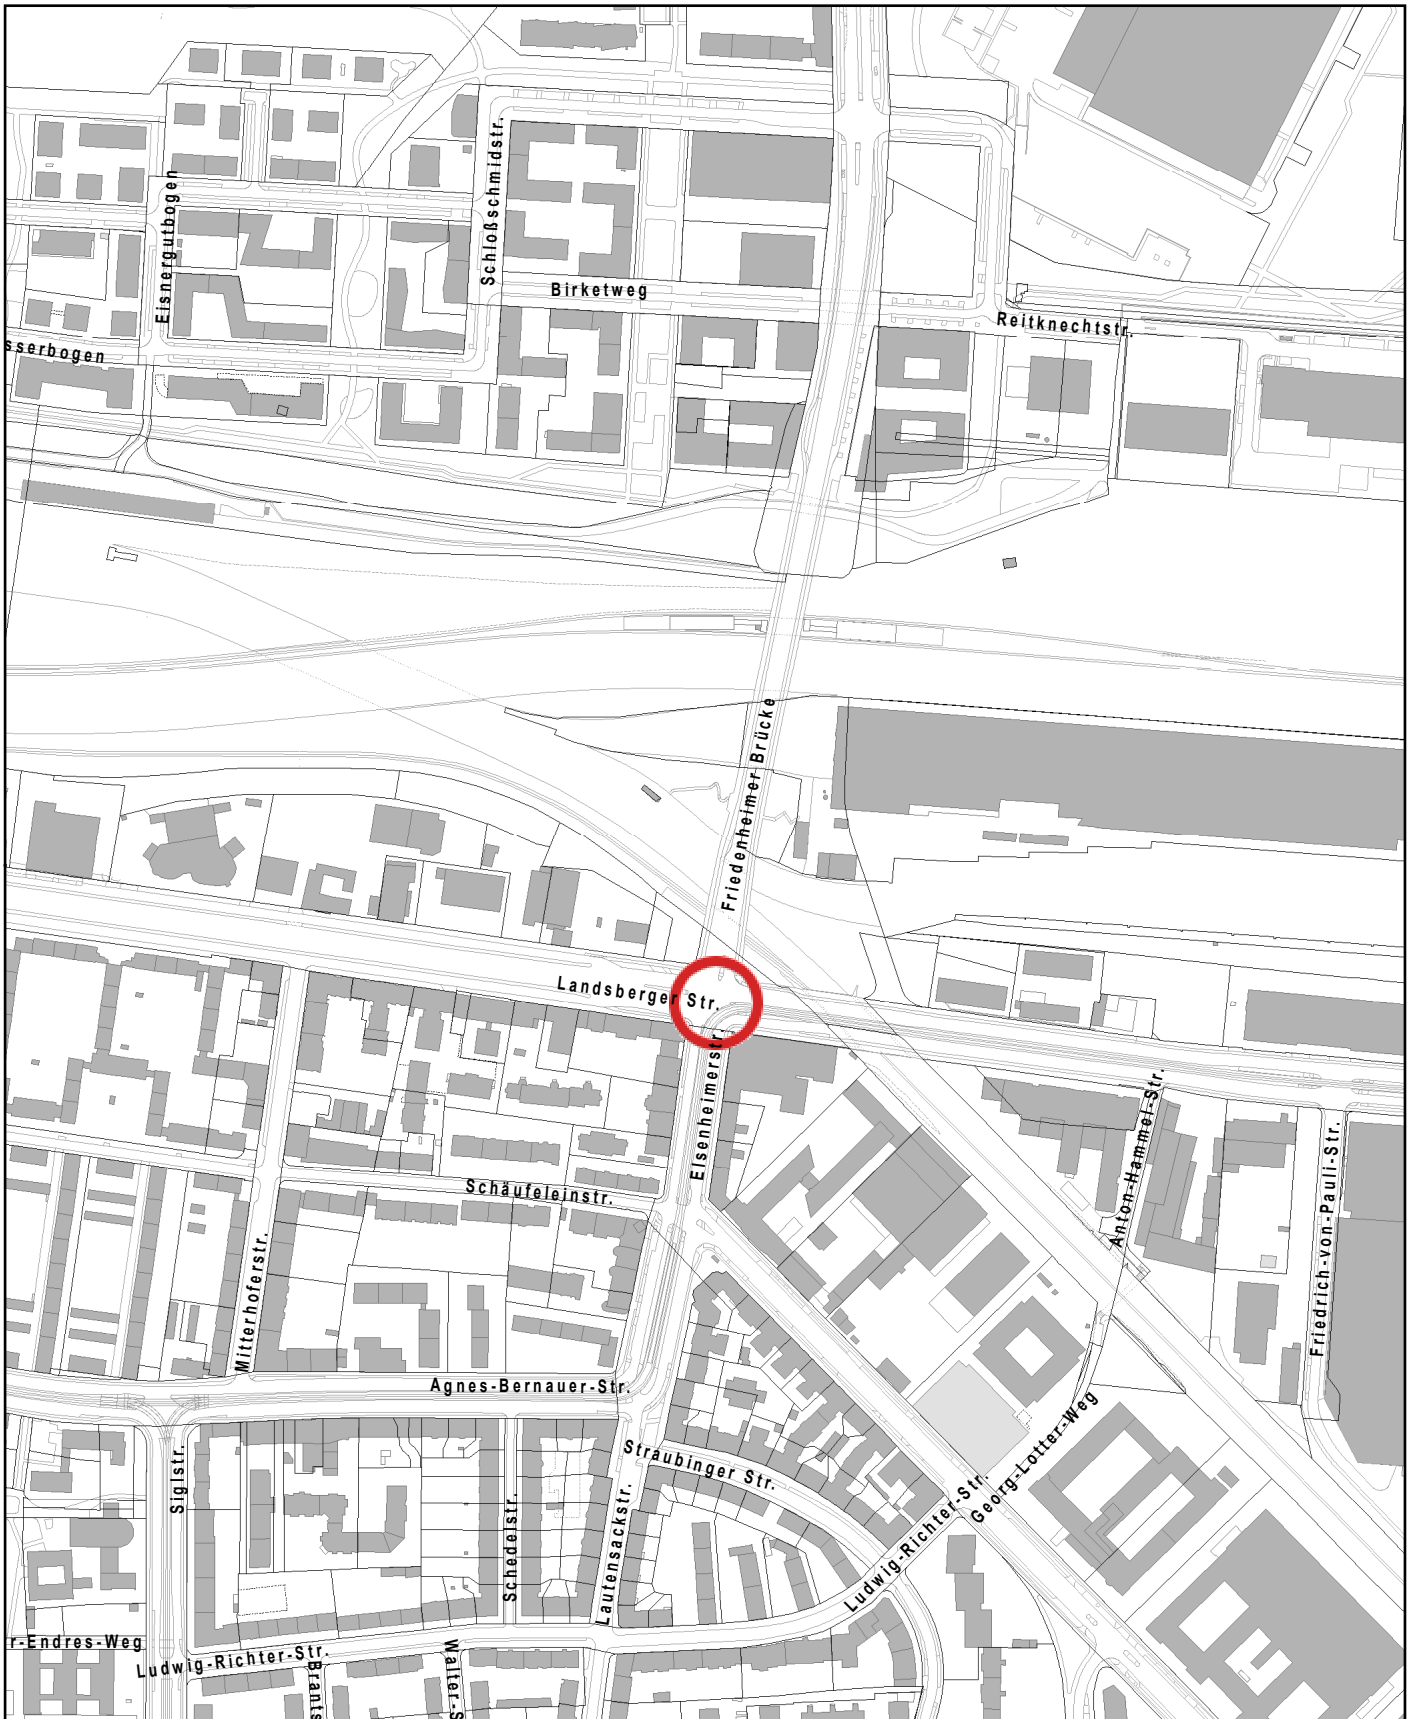 Schloßschmidstr.
Eisnergutbogen
Birketweg
Reitknechtstr.
sserbogen
Friedenheimer Brücke
Landsberger Str.
Elsenheimerstr.
Anton-Hammel-Str.
Friedrich-von-Pauli-Str.
Schäufeleinstr.
Mitterhoferstr.
Agnes-Bernauer-Str.
Georg-Lotter-Weg
Straubinger Str.
Siglstr.
Schedelstr.
Lautensackstr.
Ludwig-Richter-Str.
r-Endres-Weg
Ludwig-Richter-Str.
Brants
Walter-S